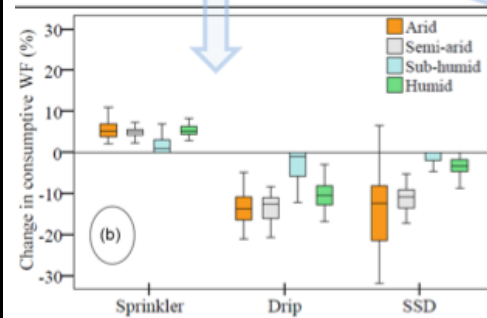 Change in consumptive WF (%)
30
20
10
0
-10
-20
-30
Arid
Semi-arid
Sub-humid
Humid
(b)
Sprinkler Drip SSD